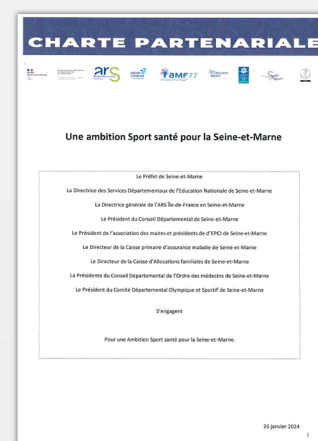 CHARTE PARTENARIALE
ars
AMF77
Une ambition Sport santé pour la Seine-et-Marne
Le Préfet de Seine-et-Marne
La Directrice des Services Départementaux de l'Education Nationale de Seine-et-Marne
La Directrice générale de l'ARS Île-de-France en Seine-et-Marne
Le Président du Conseil Départemental de Seine-et-Marne
Le Président de l'association des maires et présidents d'EPCI de Seine-et-Marne
Le Directeur de la Caisse primaire d'assurance maladie de Seine-et-Marne
Le Directeur de la Caisse d'Allocations familiales de Seine-et-Marne
La Présidente du Conseil Départemental de l'Ordre des médecins de Seine-et-Marne
Le Président du Comité Départemental Olympique et Sportif de Seine-et-Marne
S'engagent
Pour une Ambition Sport santé pour la Seine-et-Marne.
26 janvier 2024
1